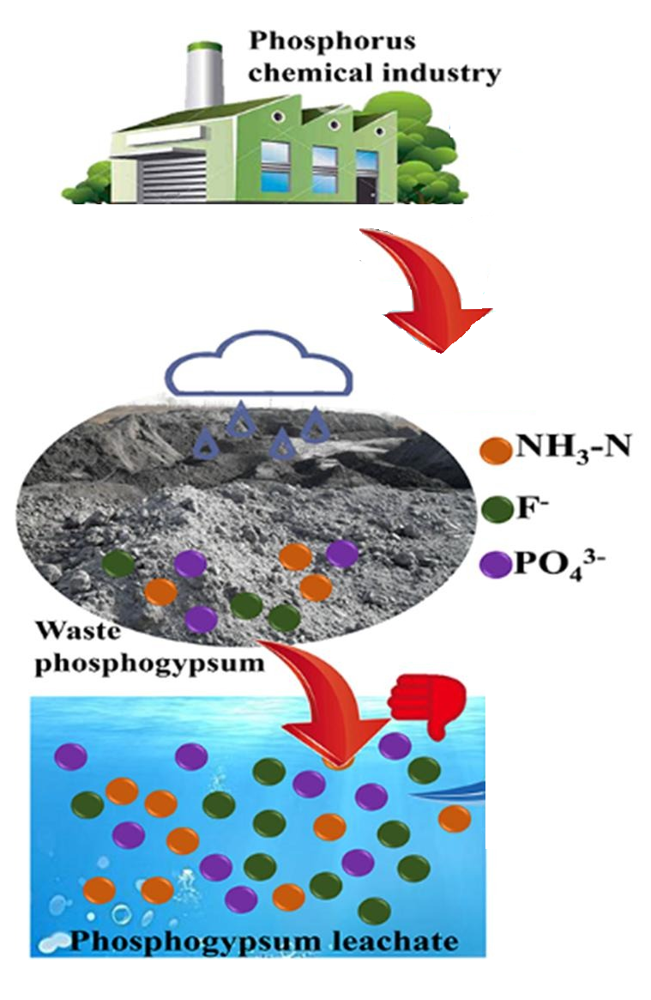 Phosphorus
chemical industry
NH₃-N
F⁻
PO₄³⁻
Waste
phosphogypsum
Phosphogypsum leachate